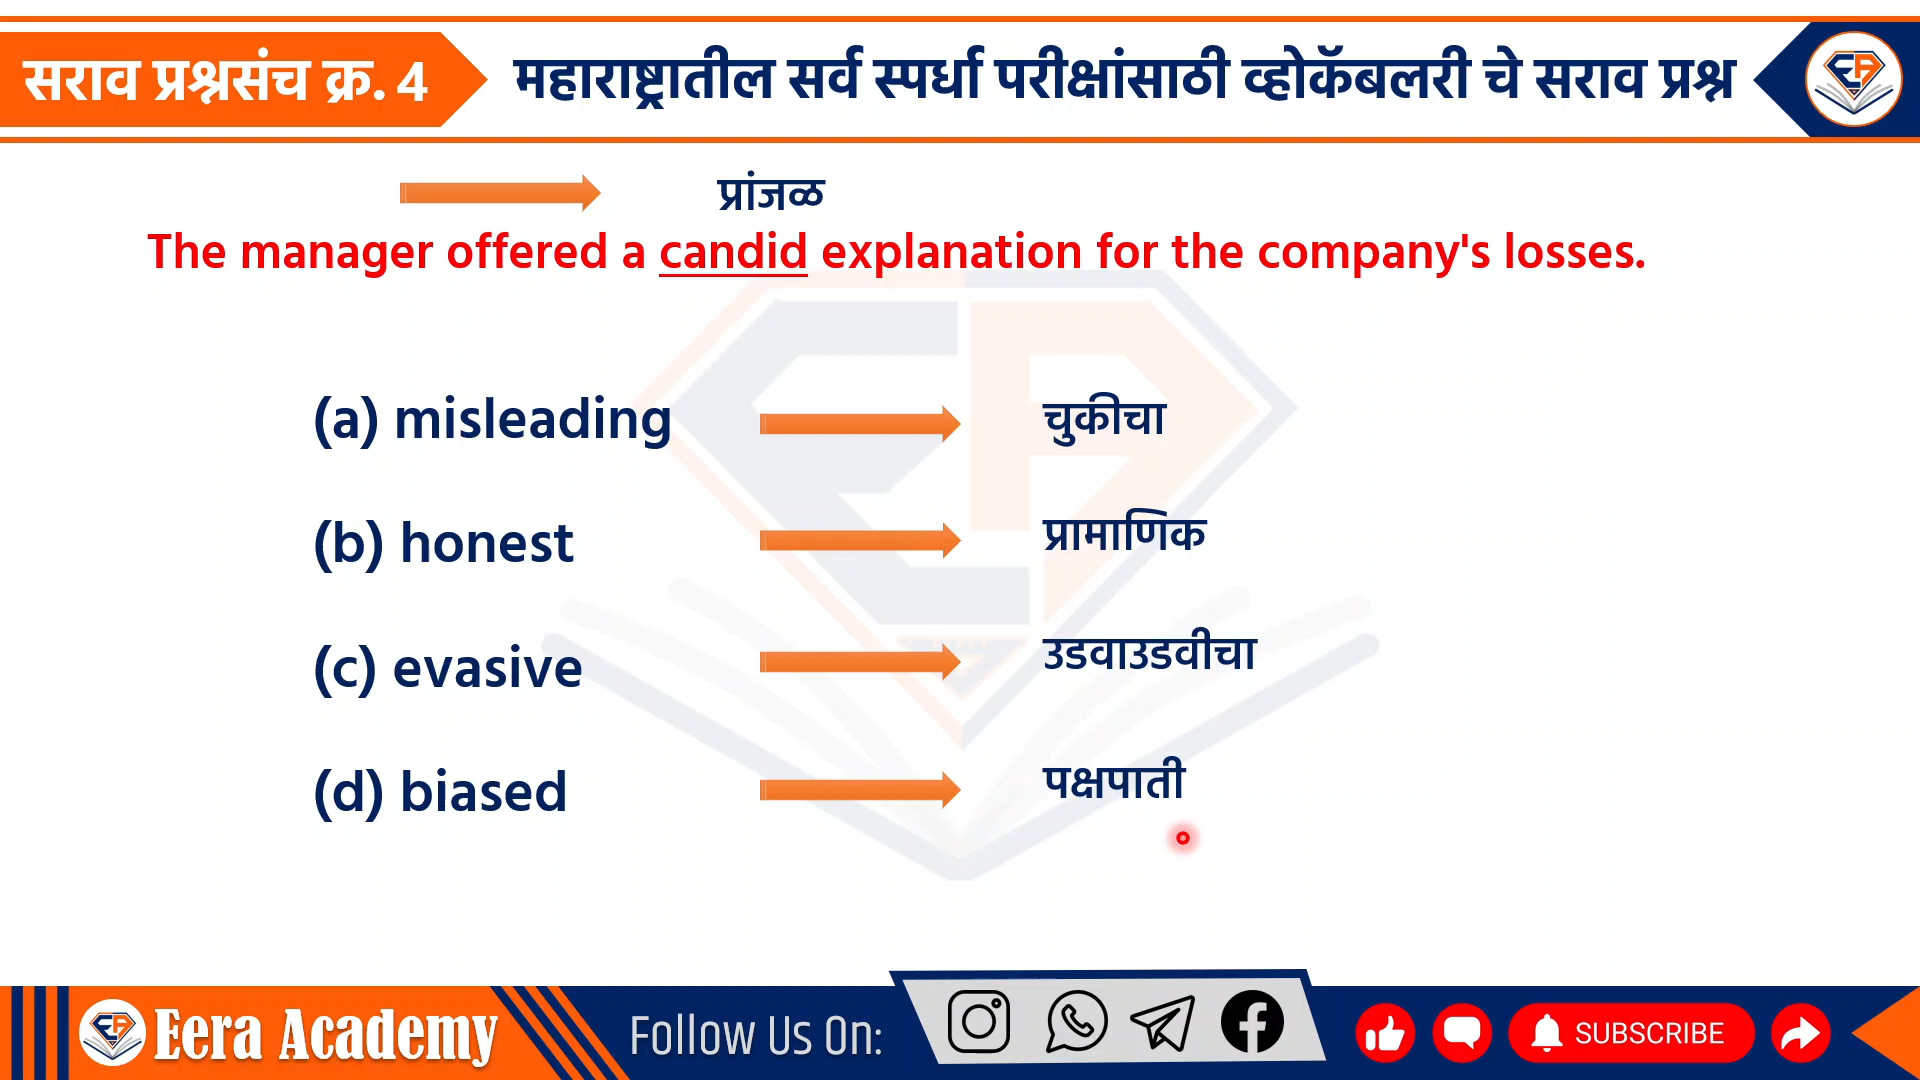 सराव प्रश्नसंच क्र. 4
महाराष्ट्रातील सर्व स्पर्धा परीक्षांसाठी व्होकॅबलरी चे सराव प्रश्न
प्रांजळ
The manager offered a candid explanation for the company's losses.
(a) misleading चुकीचा
(b) honest प्रामाणिक
(c) evasive उडवाउडवीचा
(d) biased पक्षपाती
Eera Academy
Follow Us On:
SUBSCRIBE